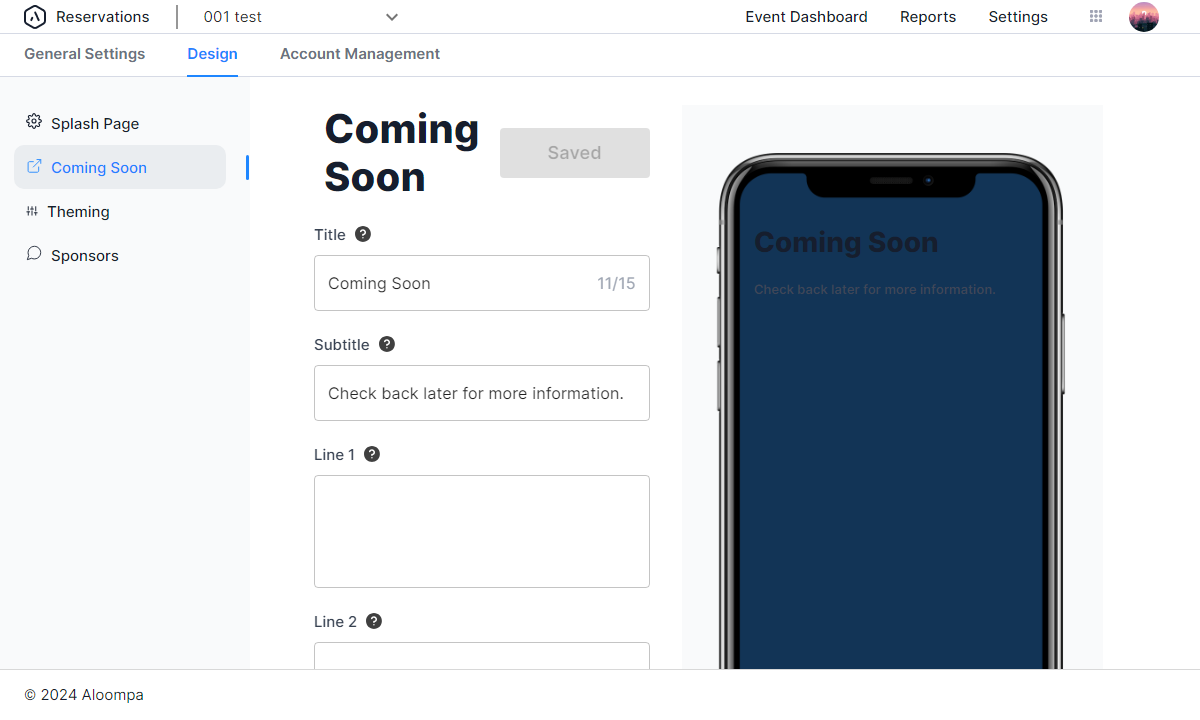 Reservations
001 test
Event Dashboard
Reports
Settings
General Settings
Design
Account Management
Splash Page
Coming Soon
Theming
Sponsors
Coming
Soon
Saved
Title
Coming Soon
11/15
Subtitle
Check back later for more information.
Line 1
Line 2
Coming Soon
Check back later for more information.
© 2024 Aloompa